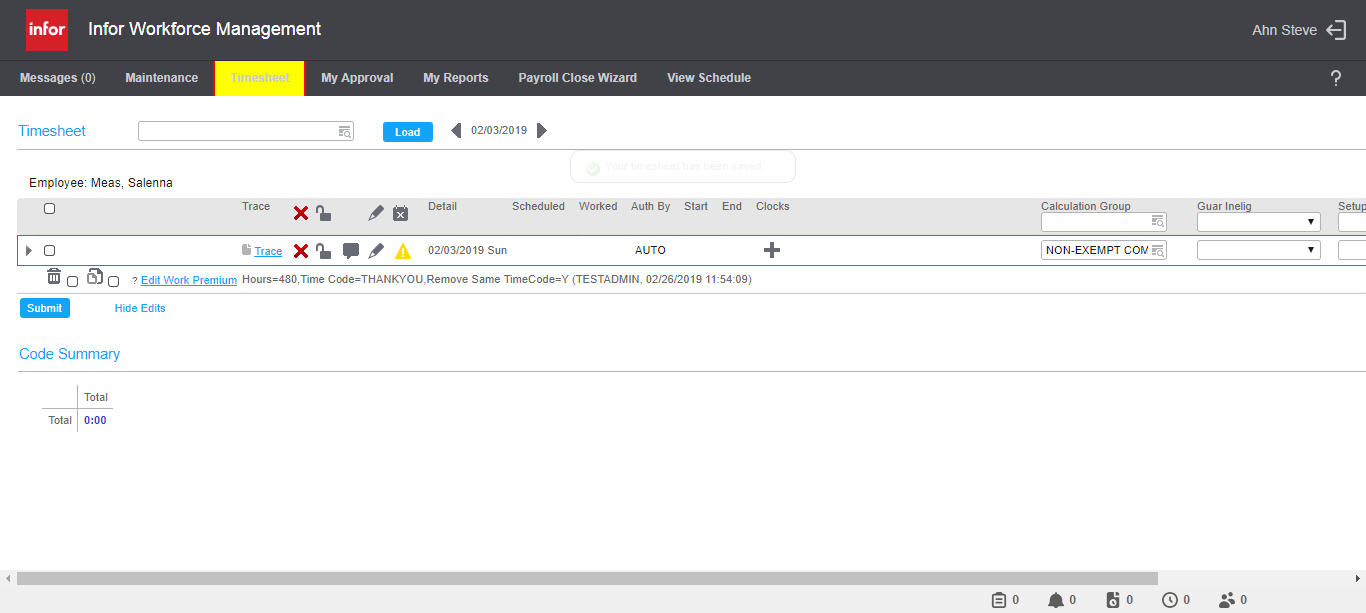 infor Infor Workforce Management Ahn Steve
Messages (0) Maintenance Timesheet My Approval My Reports Payroll Close Wizard View Schedule ?
Timesheet Load 02/03/2019
Your timesheet has been saved
Employee: Meas, Salenna
Trace Detail Scheduled Worked Auth By Start End Clocks Calculation Group Guar Inelig Setup
Trace 02/03/2019 Sun AUTO NON-EXEMPT COM
? Edit Work Premium Hours=480,Time Code=THANKYOU,Remove Same TimeCode=Y (TESTADMIN, 02/26/2019 11:54:09)
Submit Hide Edits
Code Summary
Total
Total 0:00
0 0 0 0 0